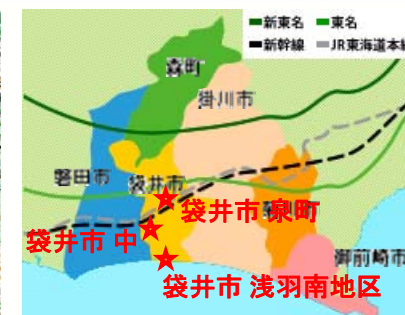 新東名 東名
新幹線 JR東海道本線
森町
掛川市
磐田市
袋井市
袋井市 泉町
袋井市 中
御前崎市
袋井市 浅羽南地区